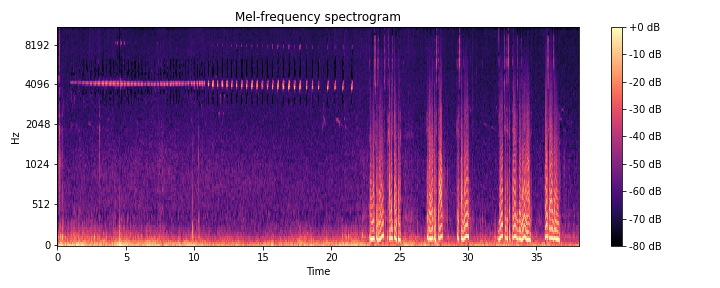 Mel-frequency spectrogram
Hz
8192
4096
2048
1024
512
0
0 5 10 15 20 25 30 35
Time
+0 dB
-10 dB
-20 dB
-30 dB
-40 dB
-50 dB
-60 dB
-70 dB
-80 dB